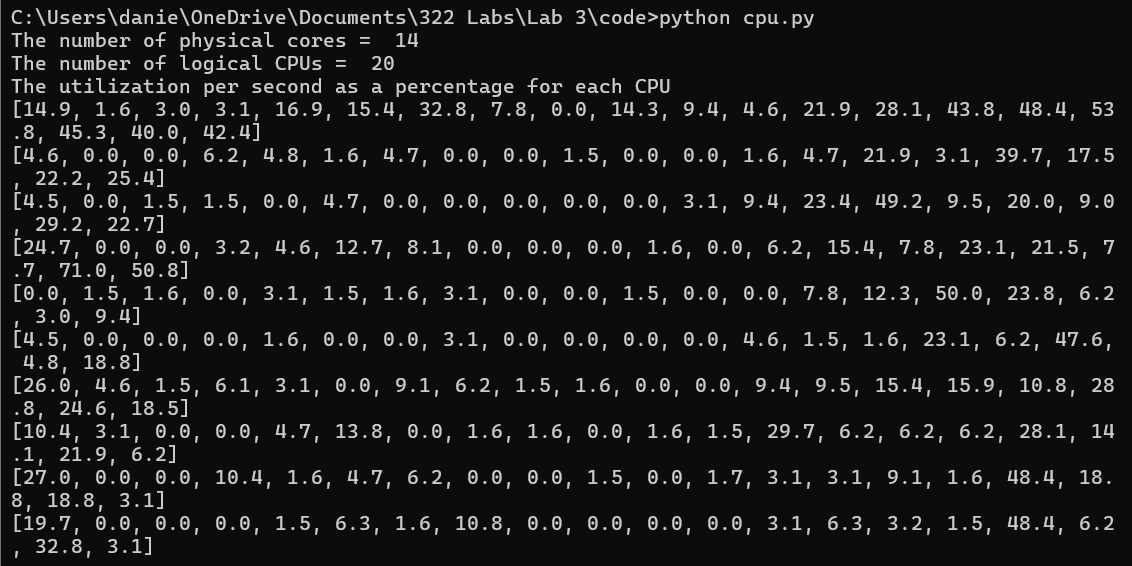 C:\Users\danie\OneDrive\Documents\322 Labs\Lab 3\code>python cpu.py
The number of physical cores =  14
The number of logical CPUs =  20
The utilization per second as a percentage for each CPU
[14.9, 1.6, 3.0, 3.1, 16.9, 15.4, 32.8, 7.8, 0.0, 14.3, 9.4, 4.6, 21.9, 28.1, 43.8, 48.4, 53
.8, 45.3, 40.0, 42.4]
[4.6, 0.0, 0.0, 6.2, 4.8, 1.6, 4.7, 0.0, 0.0, 1.5, 0.0, 0.0, 1.6, 4.7, 21.9, 3.1, 39.7, 17.5
, 22.2, 25.4]
[4.5, 0.0, 1.5, 1.5, 0.0, 4.7, 0.0, 0.0, 0.0, 0.0, 0.0, 3.1, 9.4, 23.4, 49.2, 9.5, 20.0, 9.0
, 29.2, 22.7]
[24.7, 0.0, 0.0, 3.2, 4.6, 12.7, 8.1, 0.0, 0.0, 0.0, 1.6, 0.0, 6.2, 15.4, 7.8, 23.1, 21.5, 7
.7, 71.0, 50.8]
[0.0, 1.5, 1.6, 0.0, 3.1, 1.5, 1.6, 3.1, 0.0, 0.0, 1.5, 0.0, 0.0, 7.8, 12.3, 50.0, 23.8, 6.2
, 3.0, 9.4]
[4.5, 0.0, 0.0, 0.0, 1.6, 0.0, 0.0, 3.1, 0.0, 0.0, 0.0, 0.0, 4.6, 1.5, 1.6, 23.1, 6.2, 47.6,
 4.8, 18.8]
[26.0, 4.6, 1.5, 6.1, 3.1, 0.0, 9.1, 6.2, 1.5, 1.6, 0.0, 0.0, 9.4, 9.5, 15.4, 15.9, 10.8, 28
.8, 24.6, 18.5]
[10.4, 3.1, 0.0, 0.0, 4.7, 13.8, 0.0, 1.6, 1.6, 0.0, 1.6, 1.5, 29.7, 6.2, 6.2, 6.2, 28.1, 14
.1, 21.9, 6.2]
[27.0, 0.0, 0.0, 10.4, 1.6, 4.7, 6.2, 0.0, 0.0, 1.5, 0.0, 1.7, 3.1, 3.1, 9.1, 1.6, 48.4, 18.
8, 18.8, 3.1]
[19.7, 0.0, 0.0, 0.0, 1.5, 6.3, 1.6, 10.8, 0.0, 0.0, 0.0, 0.0, 3.1, 6.3, 3.2, 1.5, 48.4, 6.2
, 32.8, 3.1]